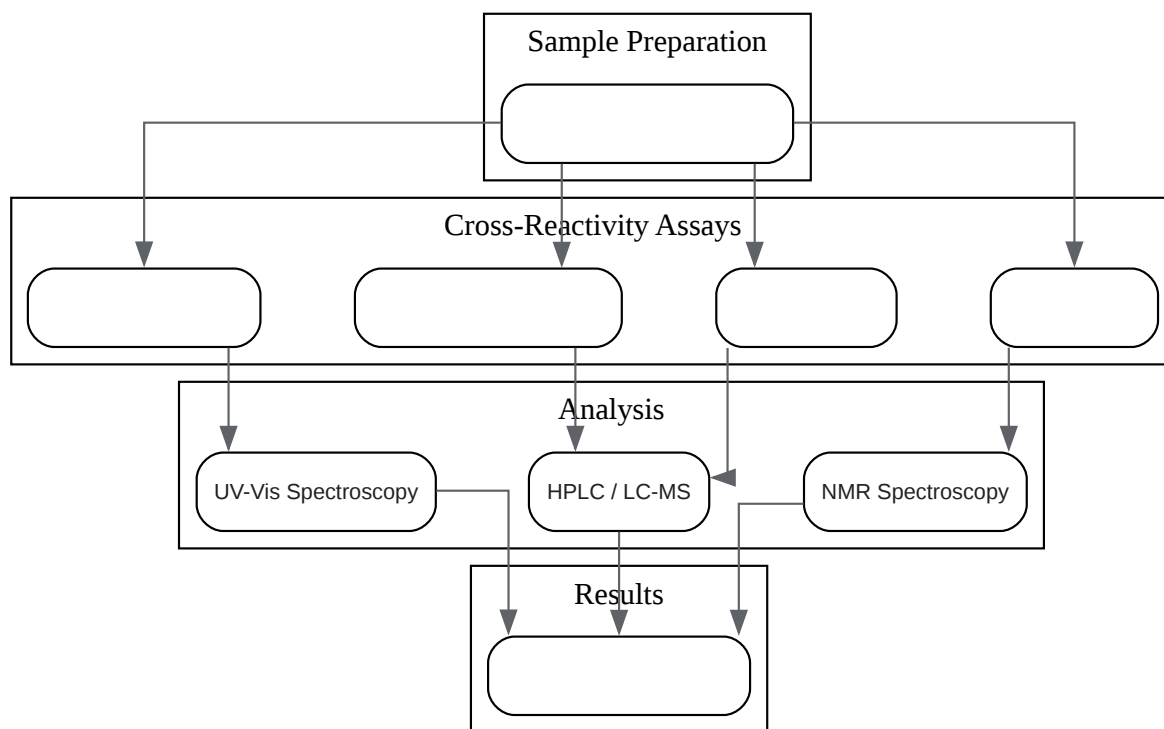 Sample Preparation
Cross-Reactivity Assays
Analysis
UV-Vis Spectroscopy
HPLC / LC-MS
NMR Spectroscopy
Results